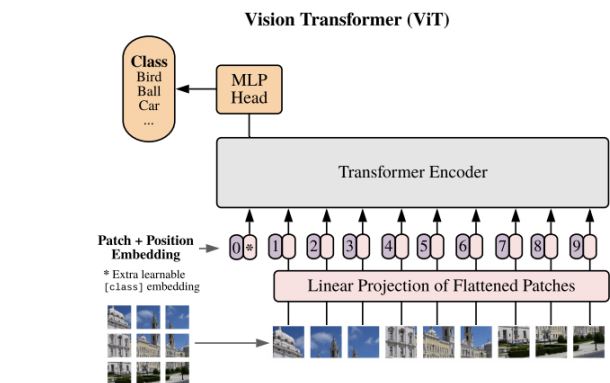 Vision Transformer (ViT)
Class
Bird
Ball
Car
...
MLP
Head
Transformer Encoder
Patch + Position
Embedding
0 * 1 2 3 4 5 6 7 8 9
* Extra learnable
[class] embedding
Linear Projection of Flattened Patches